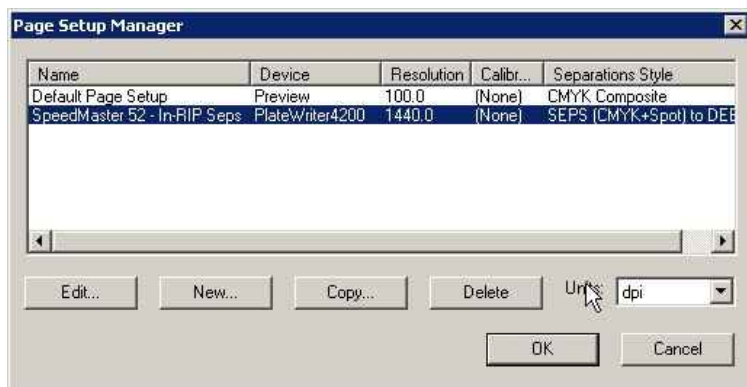 Page Setup Manager
Name Device Resolution Calibr... Separations Style
Default Page Setup Preview 100.0 (None) CMYK Composite
SpeedMaster 52 - In-RIP Seps PlateWriter4200 1440.0 (None) SEPS (CMYK+Spot) to DEE
Edit... New... Copy... Delete Units: dpi
OK Cancel